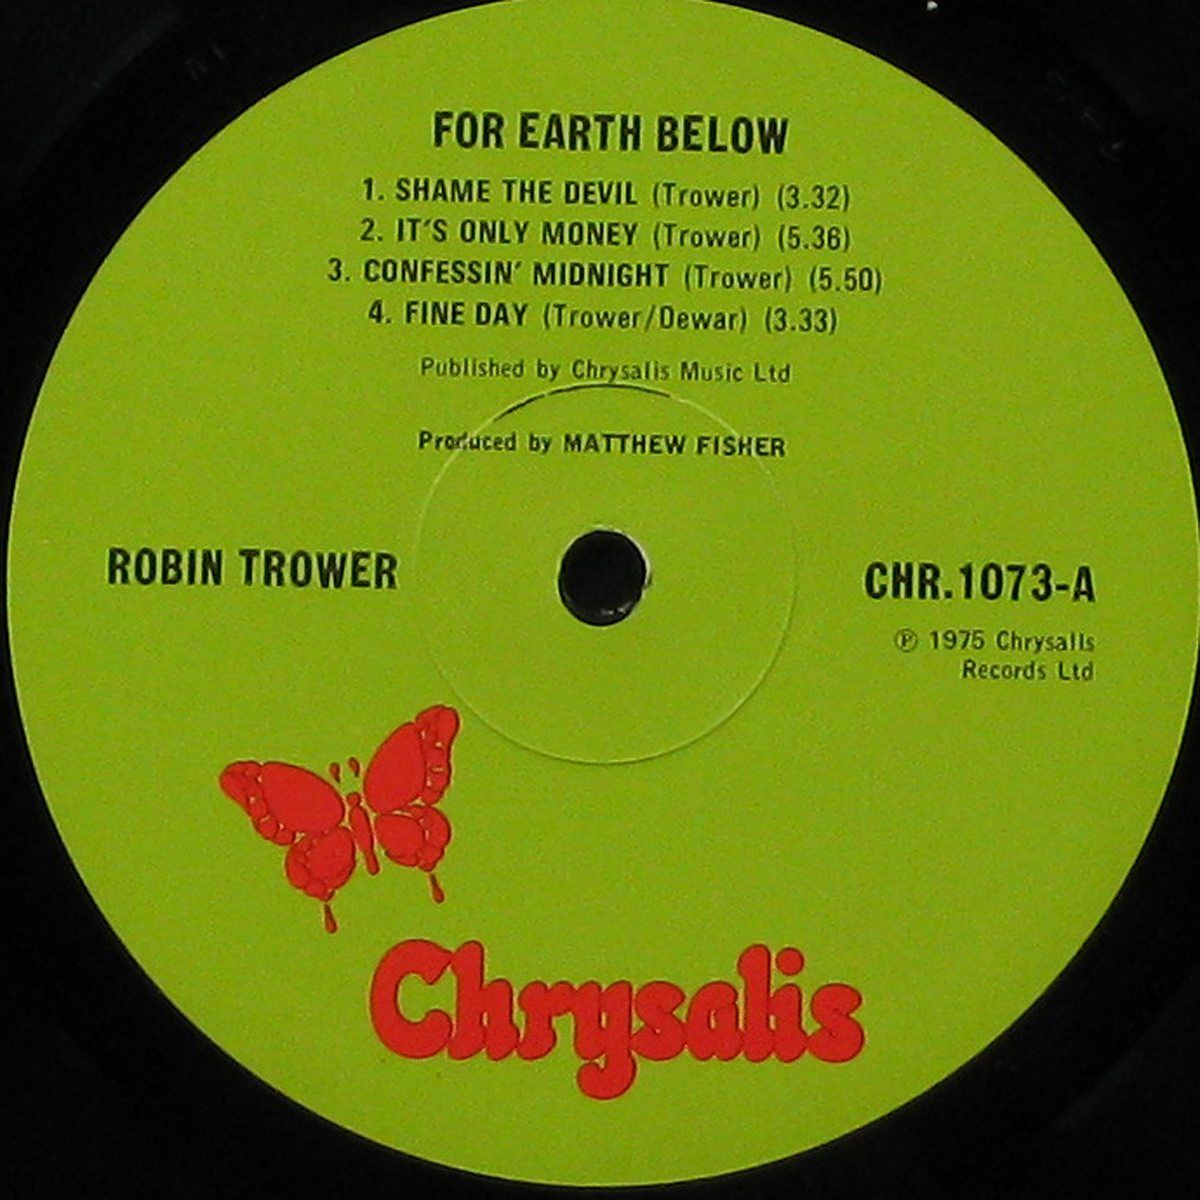 FOR EARTH BELOW
1. SHAME THE DEVIL (Trower) (3.32)
2. IT'S ONLY MONEY (Trower) (5.36)
3. CONFESSIN' MIDNIGHT (Trower) (5.50)
4. FINE DAY (Trower/Dewar) (3.33)
Published by Chrysalis Music Ltd
Produced by MATTHEW FISHER
ROBIN TROWER
CHR.1073-A
℗ 1975 Chrysalis
Records Ltd
Chrysalis